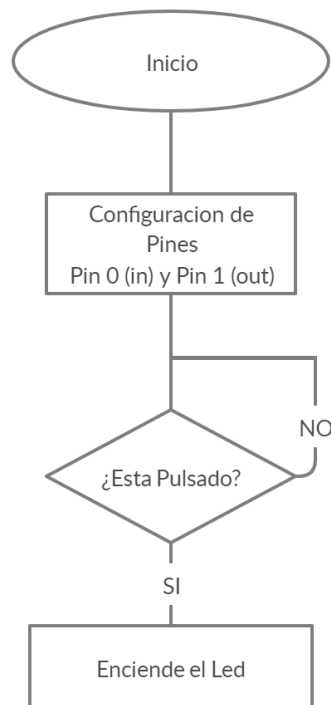 Inicio
Configuracion de
Pines
Pin 0 (in) y Pin 1 (out)
NO
¿Esta Pulsado?
SI
Enciende el Led